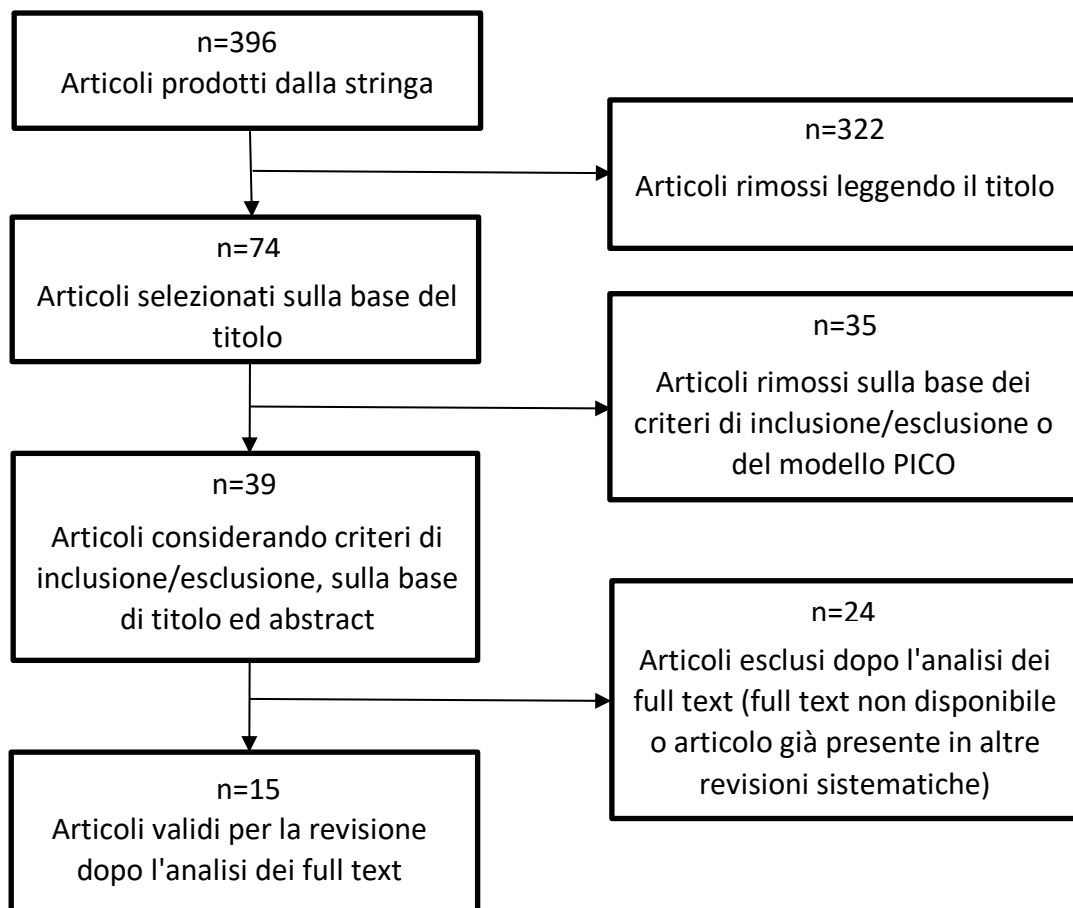 n=396
Articoli prodotti dalla stringa
n=322
Articoli rimossi leggendo il titolo
n=74
Articoli selezionati sulla base del
titolo
n=35
Articoli rimossi sulla base dei
criteri di inclusione/esclusione o
del modello PICO
n=39
Articoli considerando criteri di
inclusione/esclusione, sulla base
di titolo ed abstract
n=24
Articoli esclusi dopo l'analisi dei
full text (full text non disponibile
o articolo già presente in altre
revisioni sistematiche)
n=15
Articoli validi per la revisione
dopo l'analisi dei full text